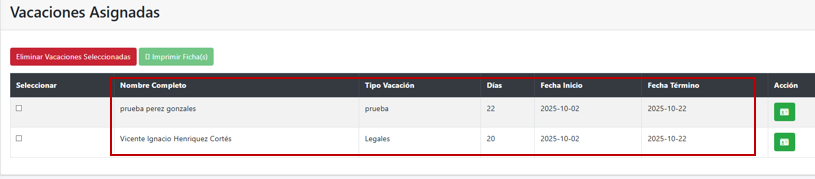 Vacaciones Asignadas
Eliminar Vacaciones Seleccionadas Imprimir Ficha(s)
Seleccionar Nombre Completo Tipo Vacación Días Fecha Inicio Fecha Término Acción
prueba perez gonzales prueba 22 2025-10-02 2025-10-22
Vicente Ignacio Henriquez Cortés Legales 20 2025-10-02 2025-10-22